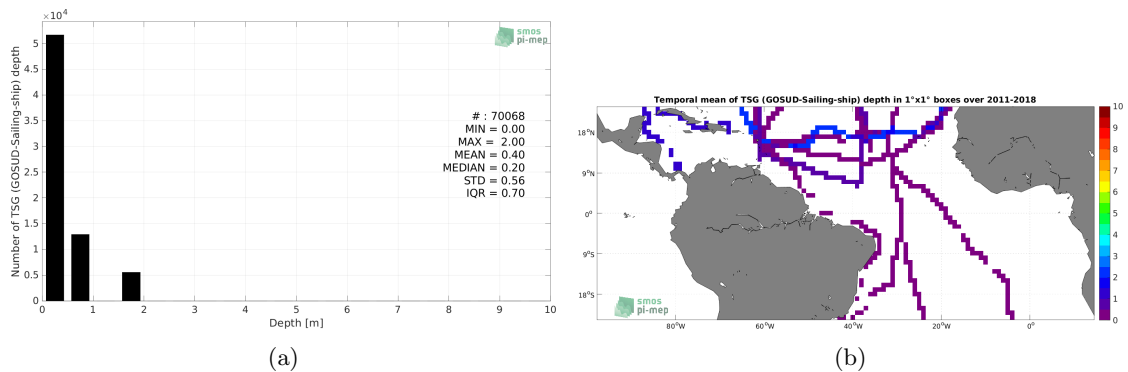 ×10⁴
5
4.5
4
3.5
3
2.5
2
1.5
1
0.5
0
Number of TSG (GOSUD-Sailing-ship) depth
smos
pi-mep
# : 70068
MIN = 0.00
MAX = 2.00
MEAN = 0.40
MEDIAN = 0.20
STD = 0.56
IQR = 0.70
0 1 2 3 4 5 6 7 8 9 10
Depth [m]
(a)
Temporal mean of TSG (GOSUD-Sailing-ship) depth in 1°x1° boxes over 2011-2018
18°N
9°N
0°
9°S
18°S
80°W 60°W 40°W 20°W 0°
smos
pi-mep
10
9
8
7
6
5
4
3
2
1
0
(b)